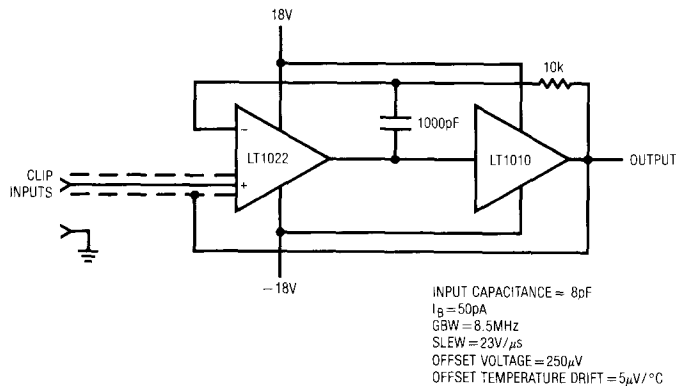 18V
10k
−
1000pF
LT1022
LT1010
OUTPUT
CLIP
INPUTS
+
−18V
INPUT CAPACITANCE ≈ 8pF
IB=50pA
GBW=8.5MHz
SLEW=23V/µs
OFFSET VOLTAGE=250µV
OFFSET TEMPERATURE DRIFT=5µV/°C